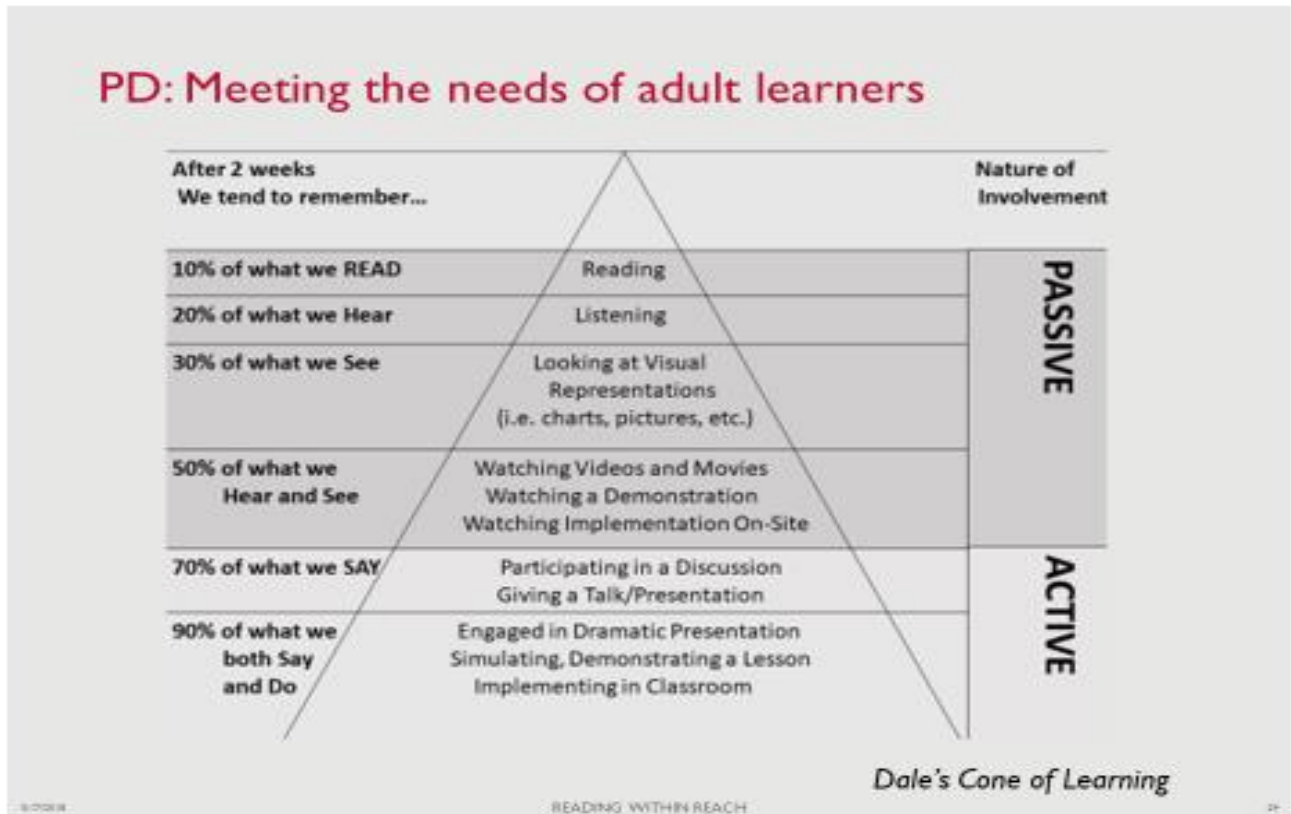 PD: Meeting the needs of adult learners
After 2 weeks
We tend to remember...
Nature of
Involvement
10% of what we READ
Reading
20% of what we Hear
Listening
30% of what we See
Looking at Visual
Representations
(i.e. charts, pictures, etc.)
PASSIVE
50% of what we
Hear and See
Watching Videos and Movies
Watching a Demonstration
Watching Implementation On-Site
70% of what we SAY
Participating in a Discussion
Giving a Talk/Presentation
ACTIVE
90% of what we
both Say
and Do
Engaged in Dramatic Presentation
Simulating, Demonstrating a Lesson
Implementing in Classroom
Dale's Cone of Learning
READING WITHIN REACH